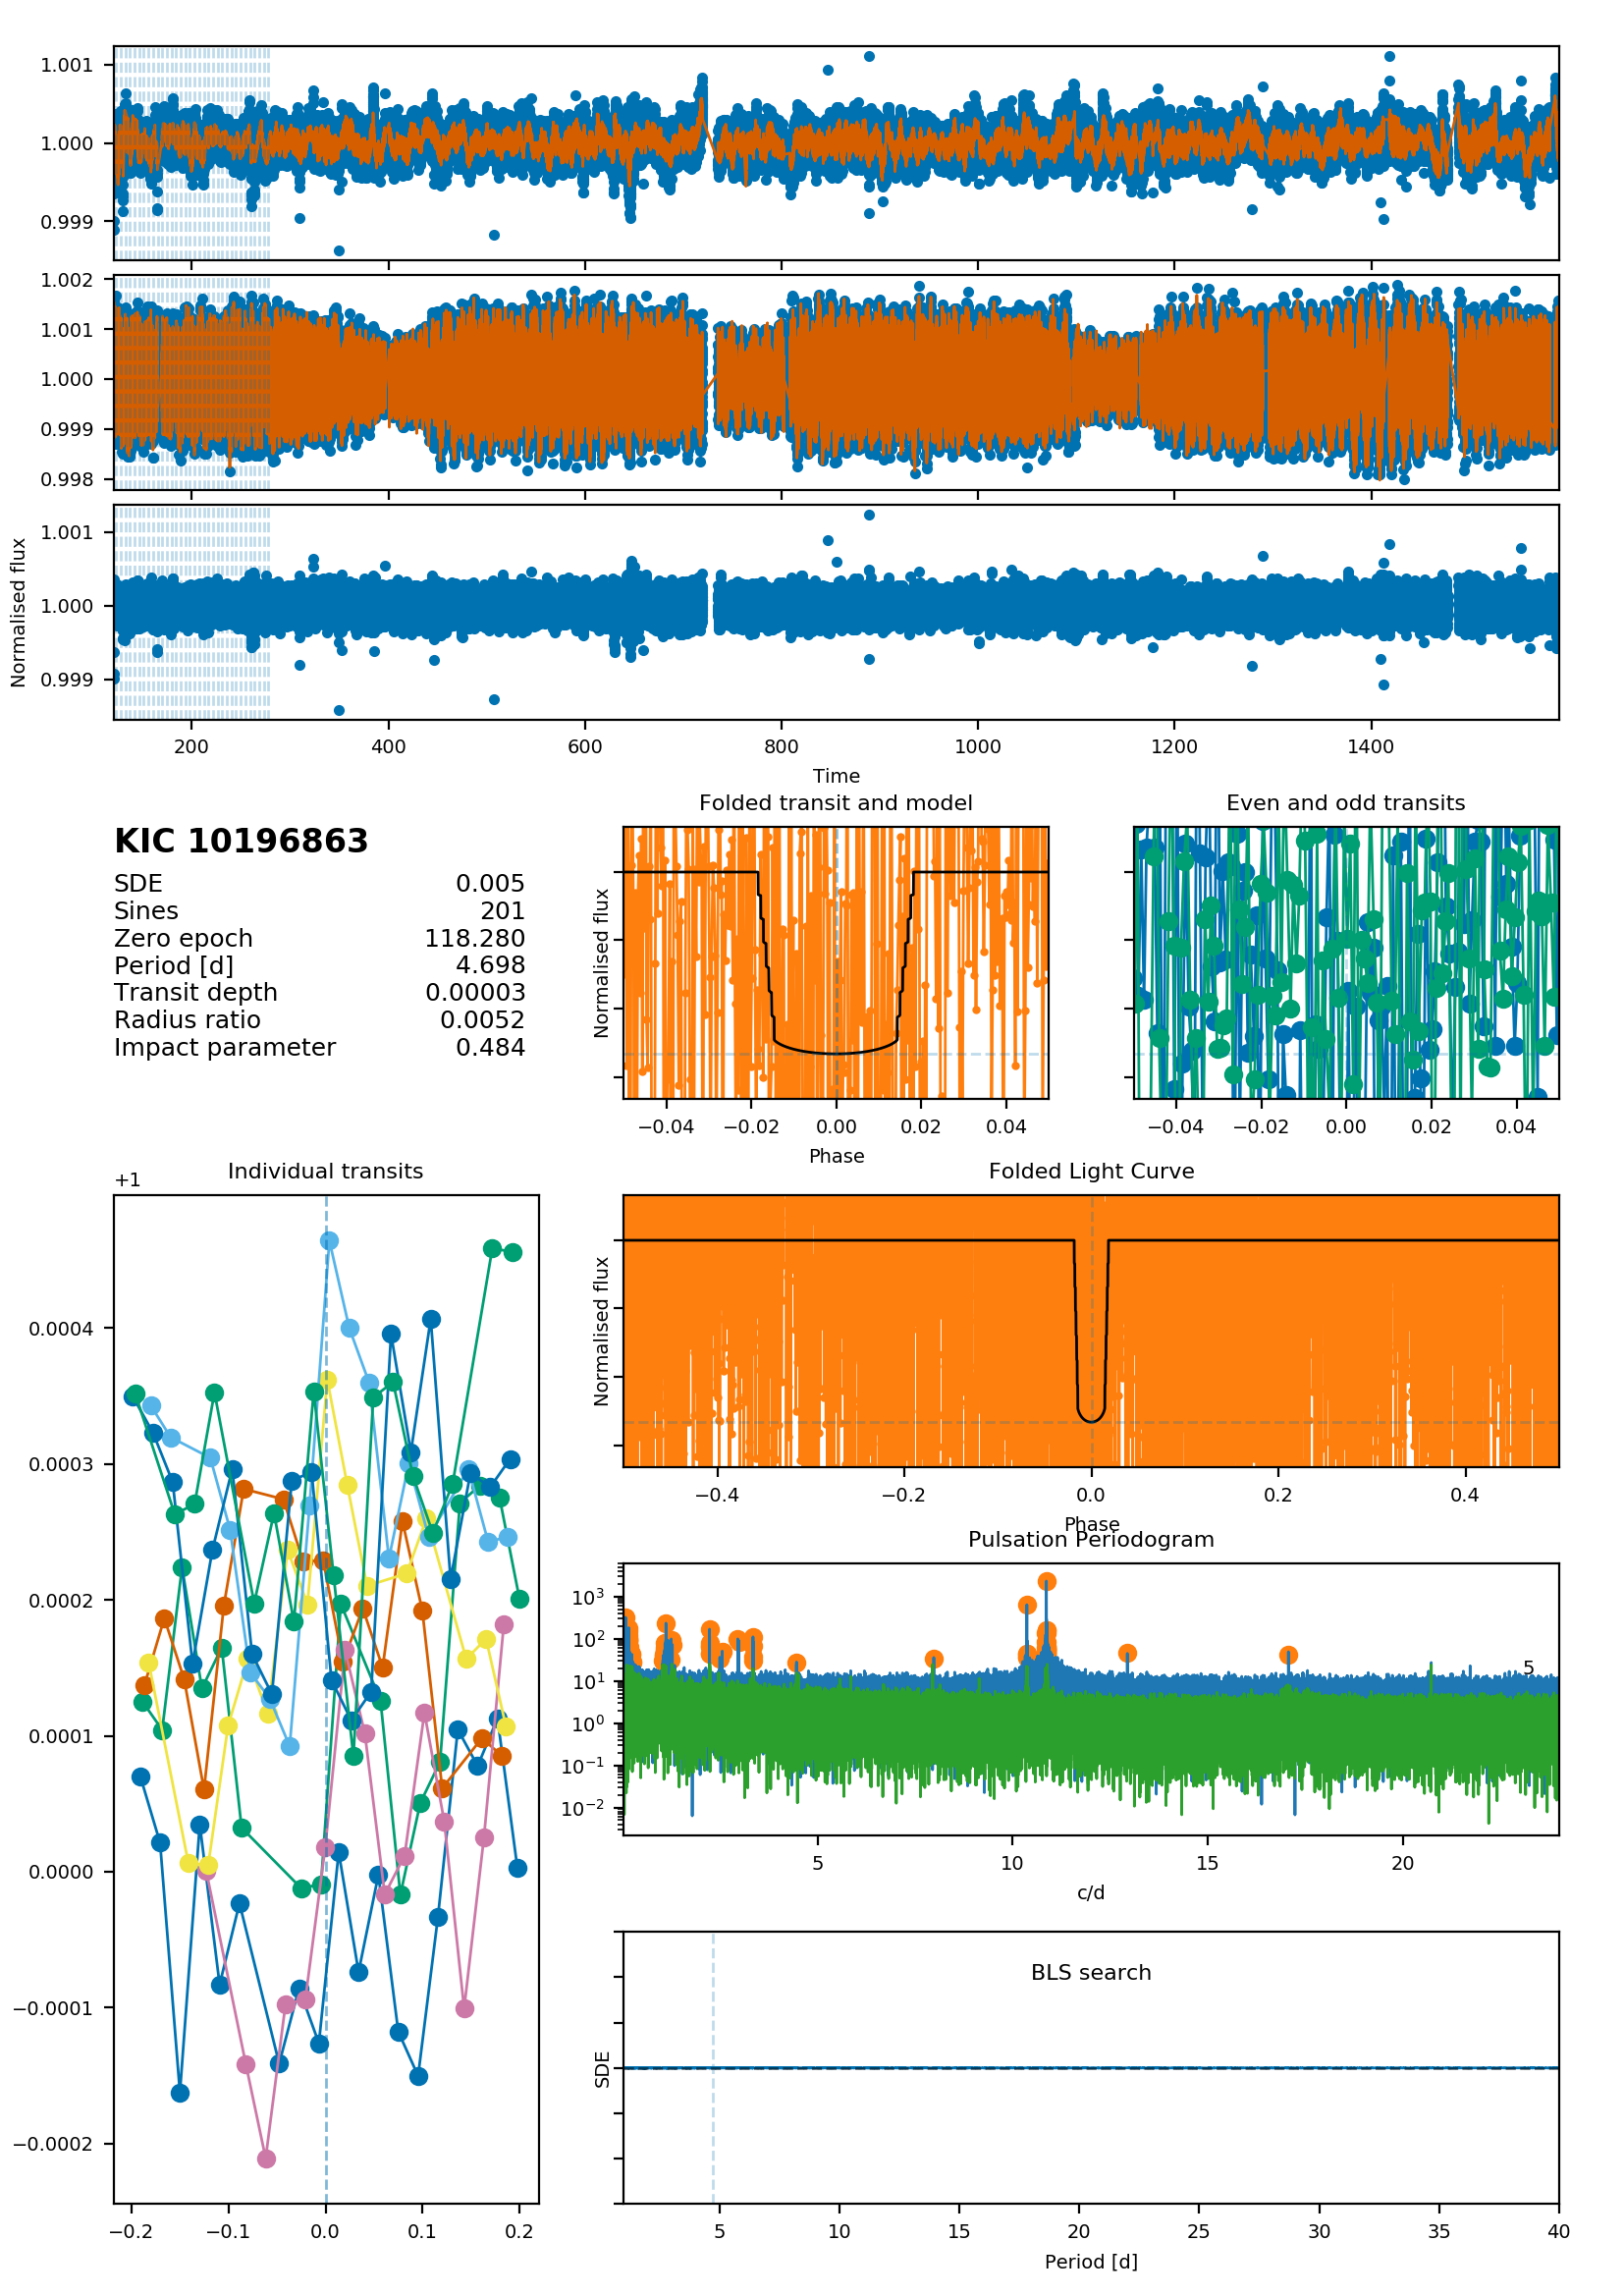 1.001
1.000
0.999
1.002
1.001
1.000
0.999
0.998
1.001
1.000
0.999
Normalised flux
200 400 600 800 1000 1200 1400
Time
KIC 10196863
SDE 0.005
Sines 201
Zero epoch 118.280
Period [d] 4.698
Transit depth 0.00003
Radius ratio 0.0052
Impact parameter 0.484
Folded transit and model
Normalised flux
−0.04 −0.02 0.00 0.02 0.04
Phase
Even and odd transits
−0.04 −0.02 0.00 0.02 0.04
Individual transits
+1
0.0004
0.0003
0.0002
0.0001
0.0000
−0.0001
−0.0002
−0.2 −0.1 0.0 0.1 0.2
Folded Light Curve
Normalised flux
−0.4 −0.2 0.0 0.2 0.4
Phase
Pulsation Periodogram
10³
10²
10¹
10⁰
10⁻¹
10⁻²
5
5 10 15 20
c/d
BLS search
SDE
5 10 15 20 25 30 35 40
Period [d]